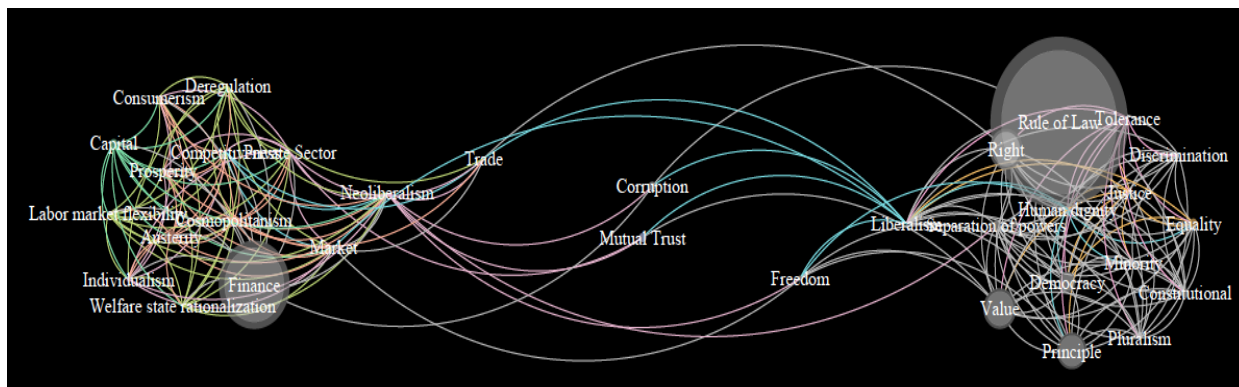 Deregulation
Consumerism
Capital
Competitiveness
Private Sector
Prosperity
Labor market flexibility
Cosmopolitanism
Austerity
Individualism
Finance
Welfare state rationalization
Market
Neoliberalism
Trade
Corruption
Mutual Trust
Freedom
Liberalism
Rule of Law
Tolerance
Right
Discrimination
Justice
Human dignity
Separation of powers
Equality
Minority
Democracy
Constitutional
Value
Pluralism
Principle